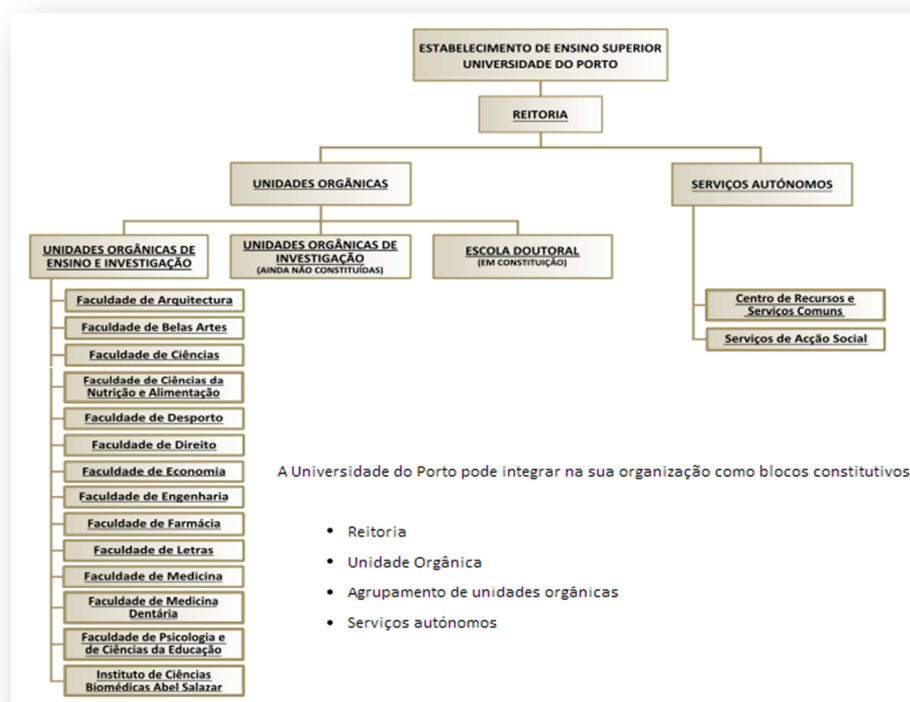 ESTABELECIMENTO DE ENSINO SUPERIOR
UNIVERSIDADE DO PORTO
REITORIA
UNIDADES ORGÂNICAS
SERVIÇOS AUTÓNOMOS
UNIDADES ORGÂNICAS DE
ENSINO E INVESTIGAÇÃO
UNIDADES ORGÂNICAS DE
INVESTIGAÇÃO
(AINDA NÃO CONSTITUÍDAS)
ESCOLA DOUTORAL
(EM CONSTITUIÇÃO)
Faculdade de Arquitectura
Faculdade de Belas Artes
Faculdade de Ciências
Faculdade de Ciências da
Nutrição e Alimentação
Faculdade de Desporto
Faculdade de Direito
Faculdade de Economia
Faculdade de Engenharia
Faculdade de Farmácia
Faculdade de Letras
Faculdade de Medicina
Faculdade de Medicina
Dentária
Faculdade de Psicologia e
de Ciências da Educação
Instituto de Ciências
Biomédicas Abel Salazar
Centro de Recursos e
Serviços Comuns
Serviços de Acção Social
A Universidade do Porto pode integrar na sua organização como blocos constitutivos
• Reitoria
• Unidade Orgânica
• Agrupamento de unidades orgânicas
• Serviços autónomos